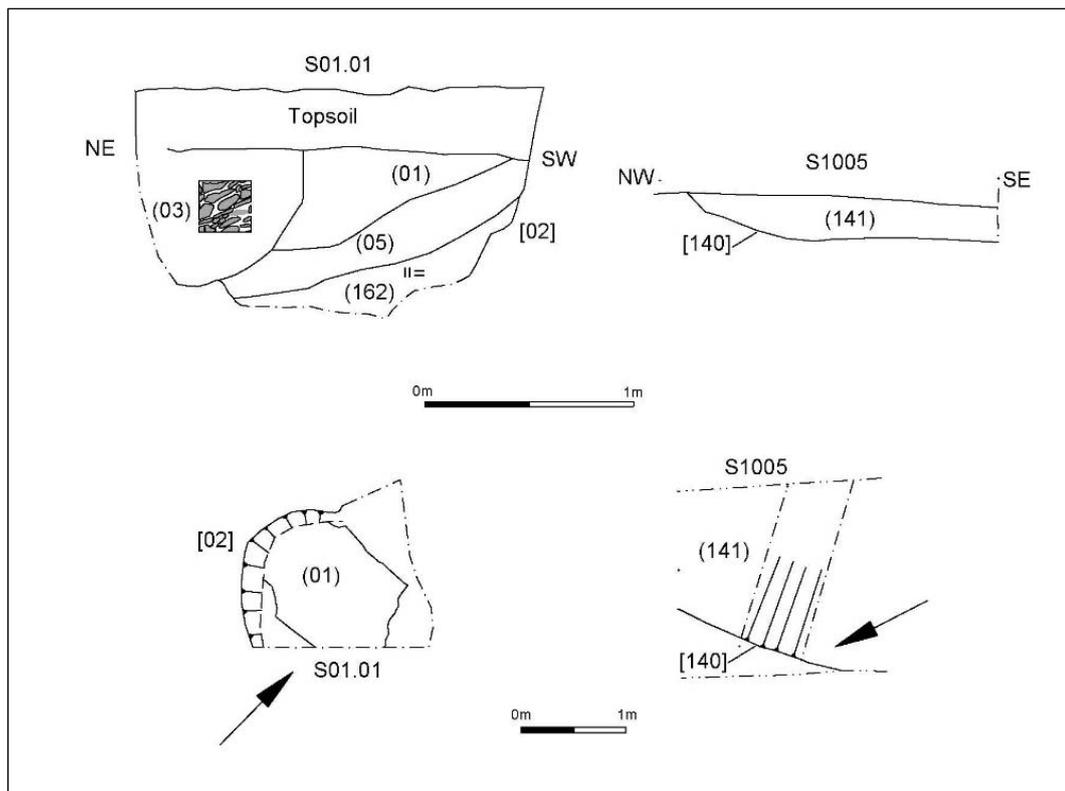 S01.01
Topsoil
NE
SW
(01)
(03)
(05)
[02]
(162)
S1005
NW
SE
(141)
[140]
0m 1m
[02]
(01)
S01.01
S1005
(141)
[140]
0m 1m